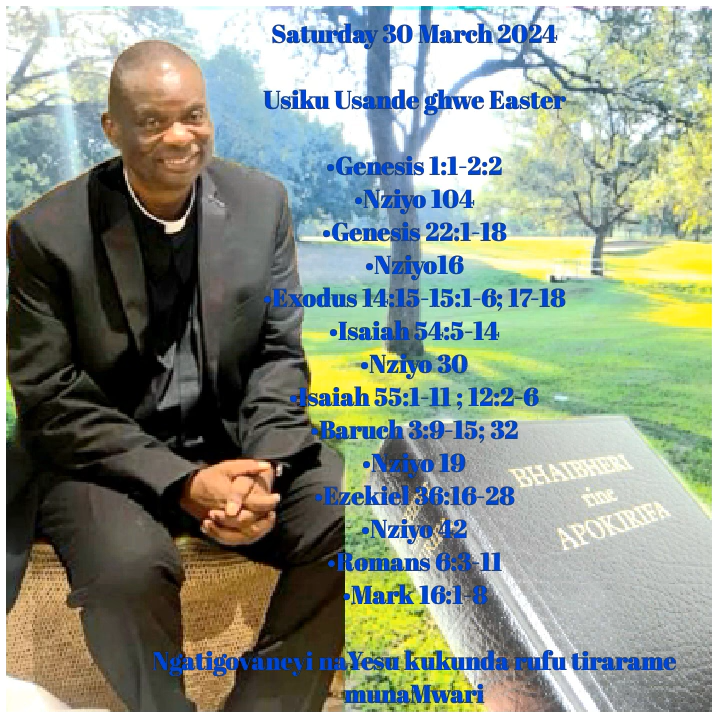 Saturday 30 March 2024
Usiku Usande ghwe Easter
•Genesis 1:1-2:2
•Nziyo 104
•Genesis 22:1-18
•Nziyo16
•Exodus 14:15-15:1-6; 17-18
•Isaiah 54:5-14
•Nziyo 30
•Isaiah 55:1-11 ; 12:2-6
•Baruch 3:9-15; 32
•Nziyo 19
•Ezekiel 36:16-28
•Nziyo 42
•Romans 6:3-11
•Mark 16:1-8
BHAIBHERI
rine
APOKIRIFA
Ngatigovaneyi naYesu kukunda rufu tirarame
munaMwari